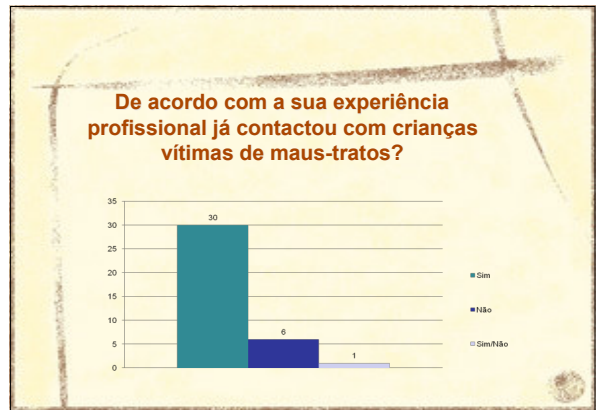 De acordo com a sua experiência
profissional já contactou com crianças
vítimas de maus-tratos?
35
30
25
20
15
10
5
0
30
6
1
Sim
Não
Sim/Não